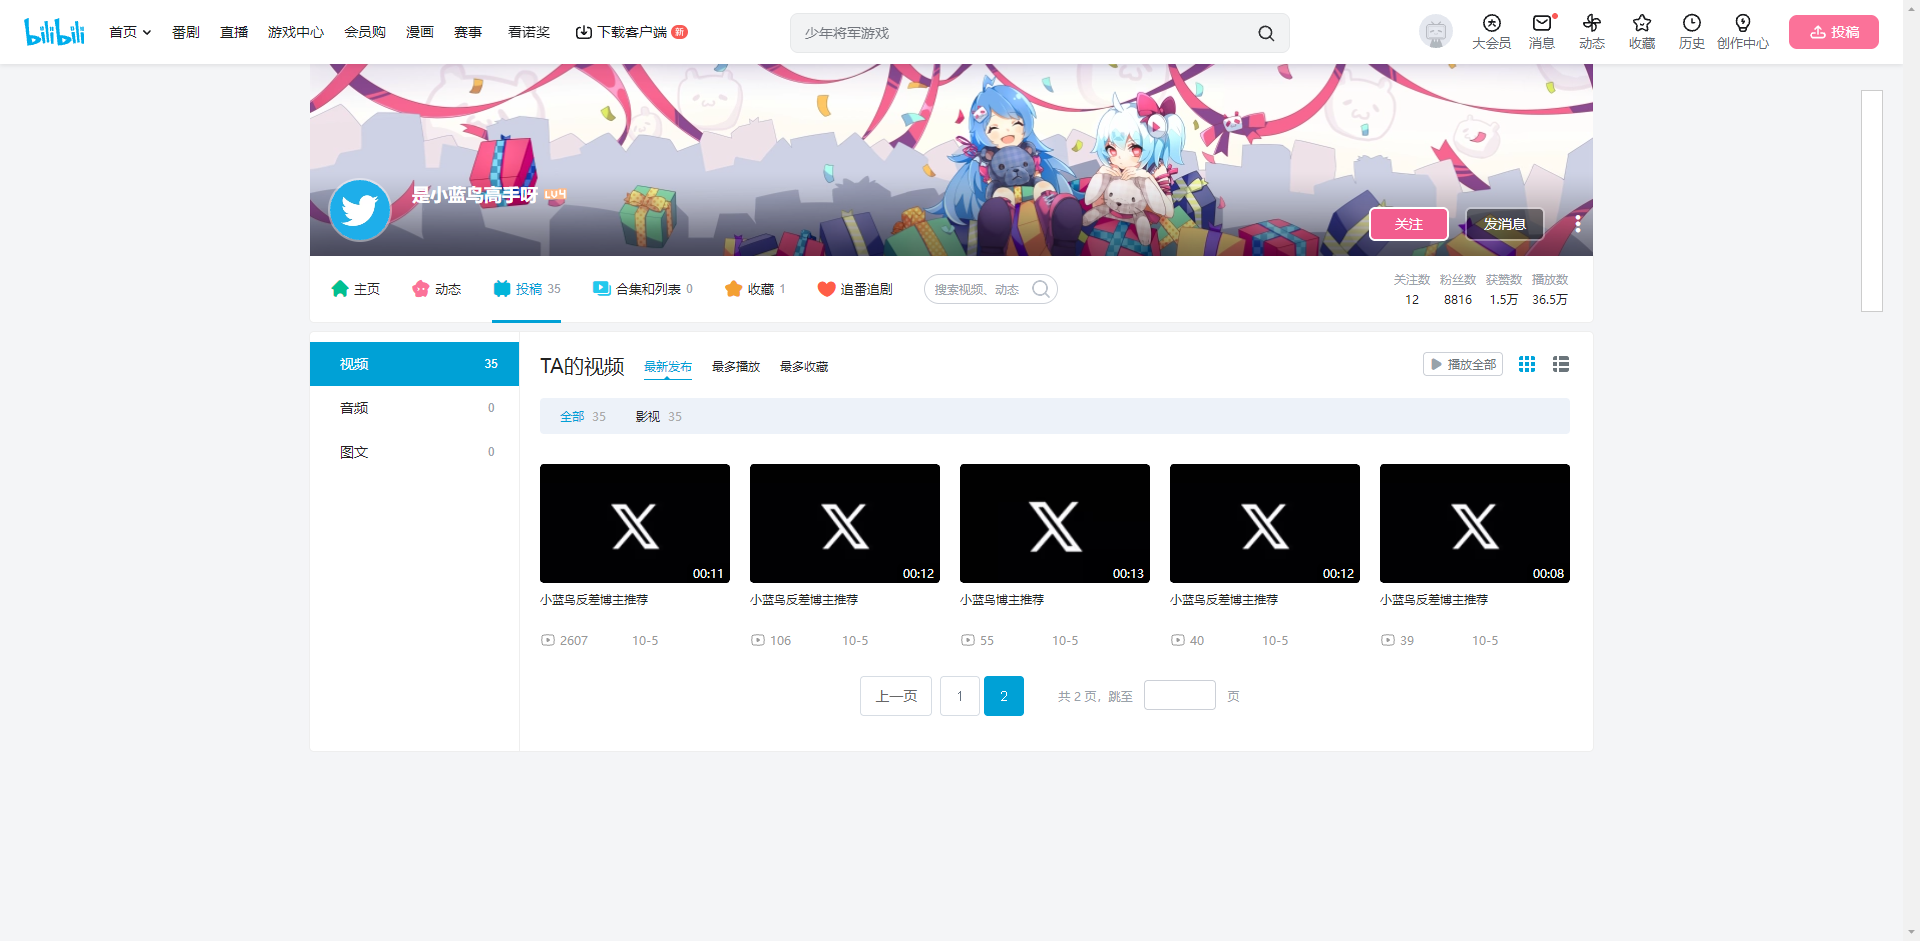 bilibili 首页 番剧 直播 游戏中心 会员购 漫画 赛事 看诺奖 下载客户端 新 少年将军游戏 大会员 消息 动态 收藏 历史 创作中心 投稿
是小蓝鸟高手呀 LV4
关注 发消息
主页 动态 投稿 35 合集和列表 0 收藏 1 追番追剧 搜索视频、动态
关注数 粉丝数 获赞数 播放数
12 8816 1.5万 36.5万
视频 35
音频 0
图文 0
TA的视频 最新发布 最多播放 最多收藏 播放全部
全部 35 影视 35
00:11 00:12 00:13 00:12 00:08
小蓝鸟反差博主推荐 小蓝鸟反差博主推荐 小蓝鸟博主推荐 小蓝鸟反差博主推荐 小蓝鸟反差博主推荐
2607 10-5 106 10-5 55 10-5 40 10-5 39 10-5
上一页 1 2 共 2 页，跳至 页